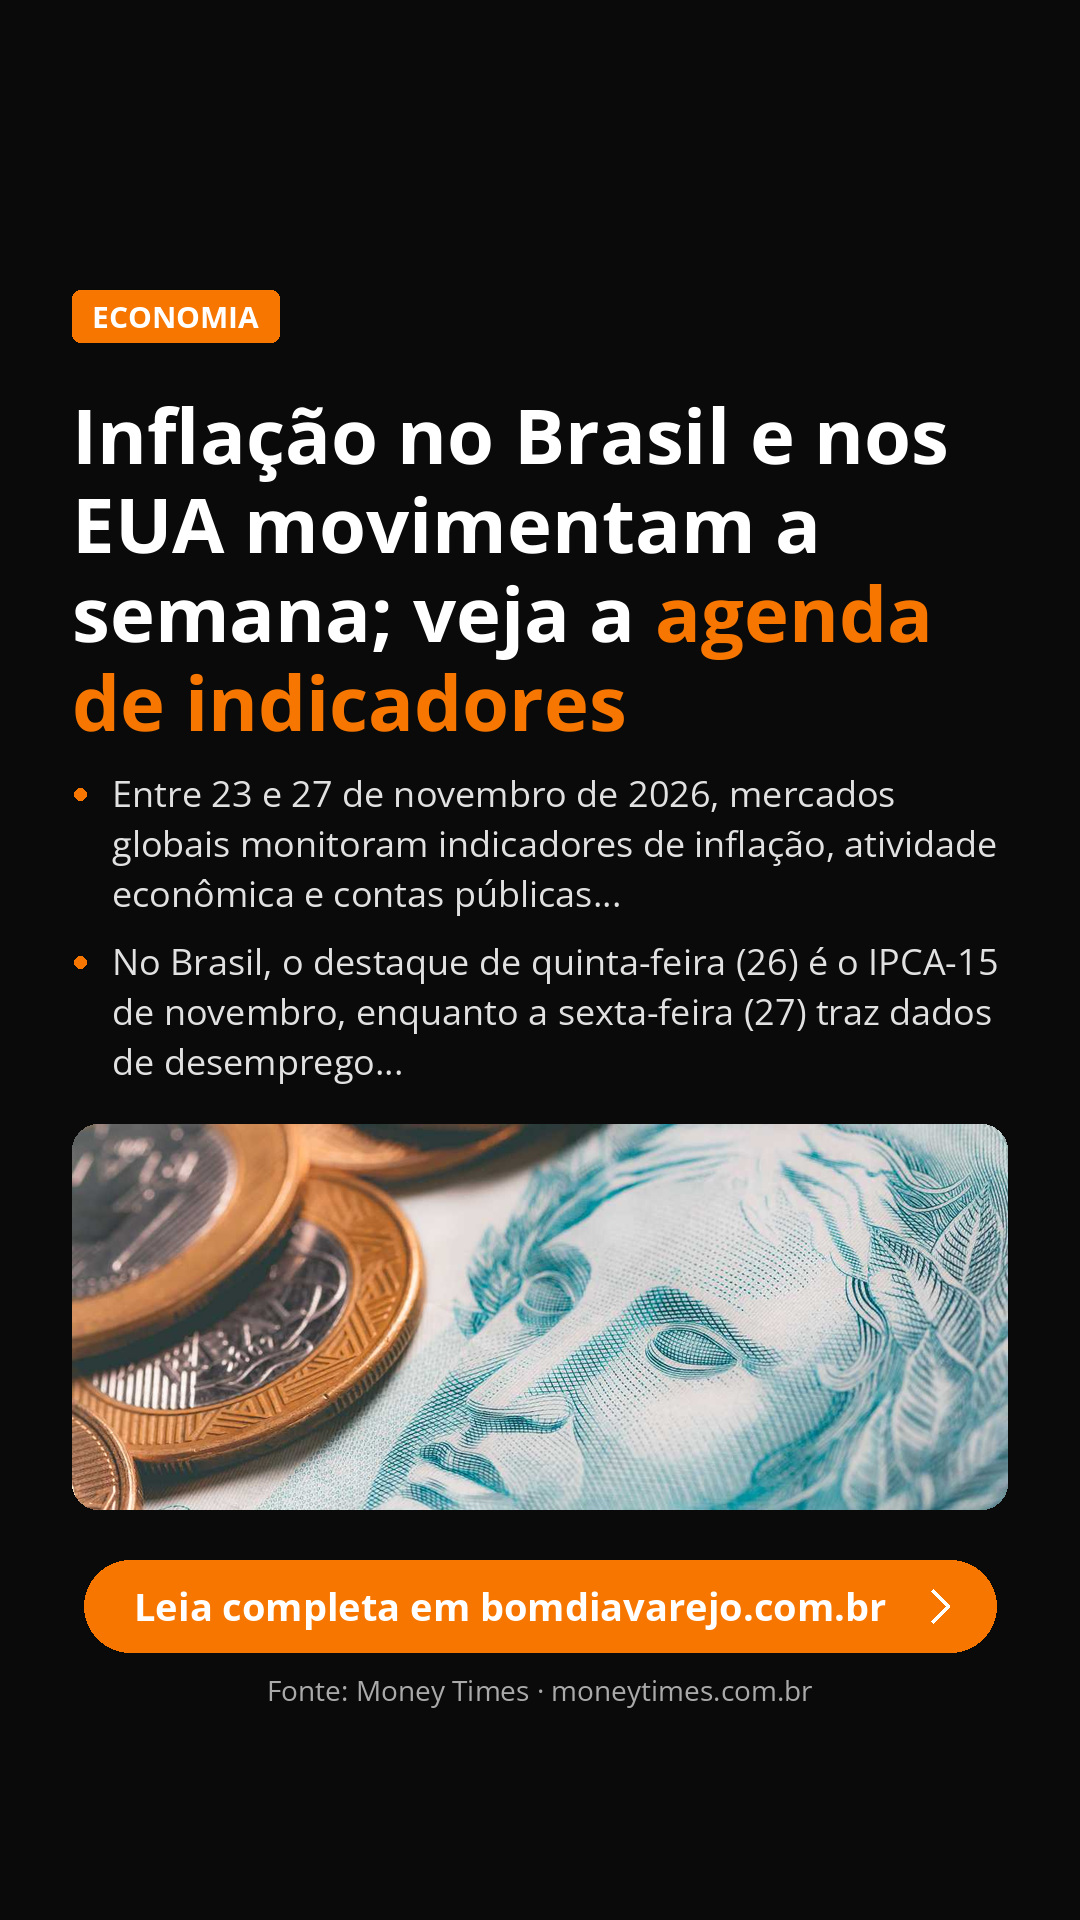 ECONOMIA
Inflação no Brasil e nos
EUA movimentam a
semana; veja a agenda
de indicadores
Entre 23 e 27 de novembro de 2026, mercados
globais monitoram indicadores de inflação, atividade
econômica e contas públicas...
No Brasil, o destaque de quinta-feira (26) é o IPCA-15
de novembro, enquanto a sexta-feira (27) traz dados
de desemprego...
Leia completa em bomdiavarejo.com.br
Fonte: Money Times · moneytimes.com.br